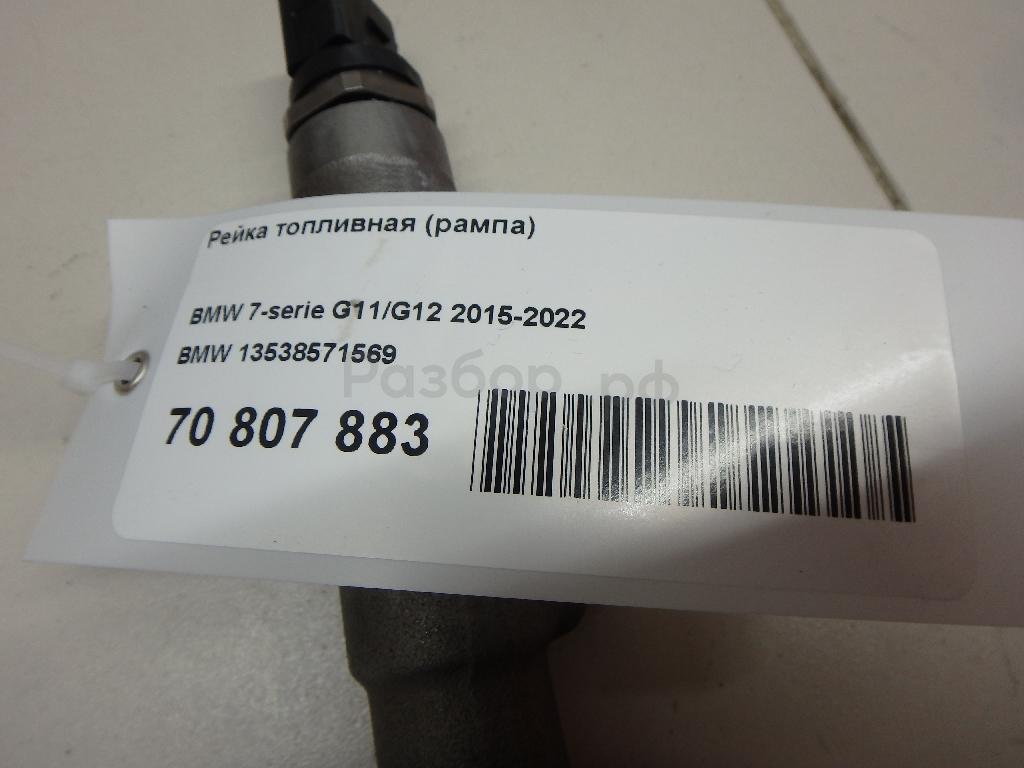 Рейка топливная (рампа)
BMW 7-serie G11/G12 2015-2022
BMW 13538571569
Разбор.рф
70 807 883